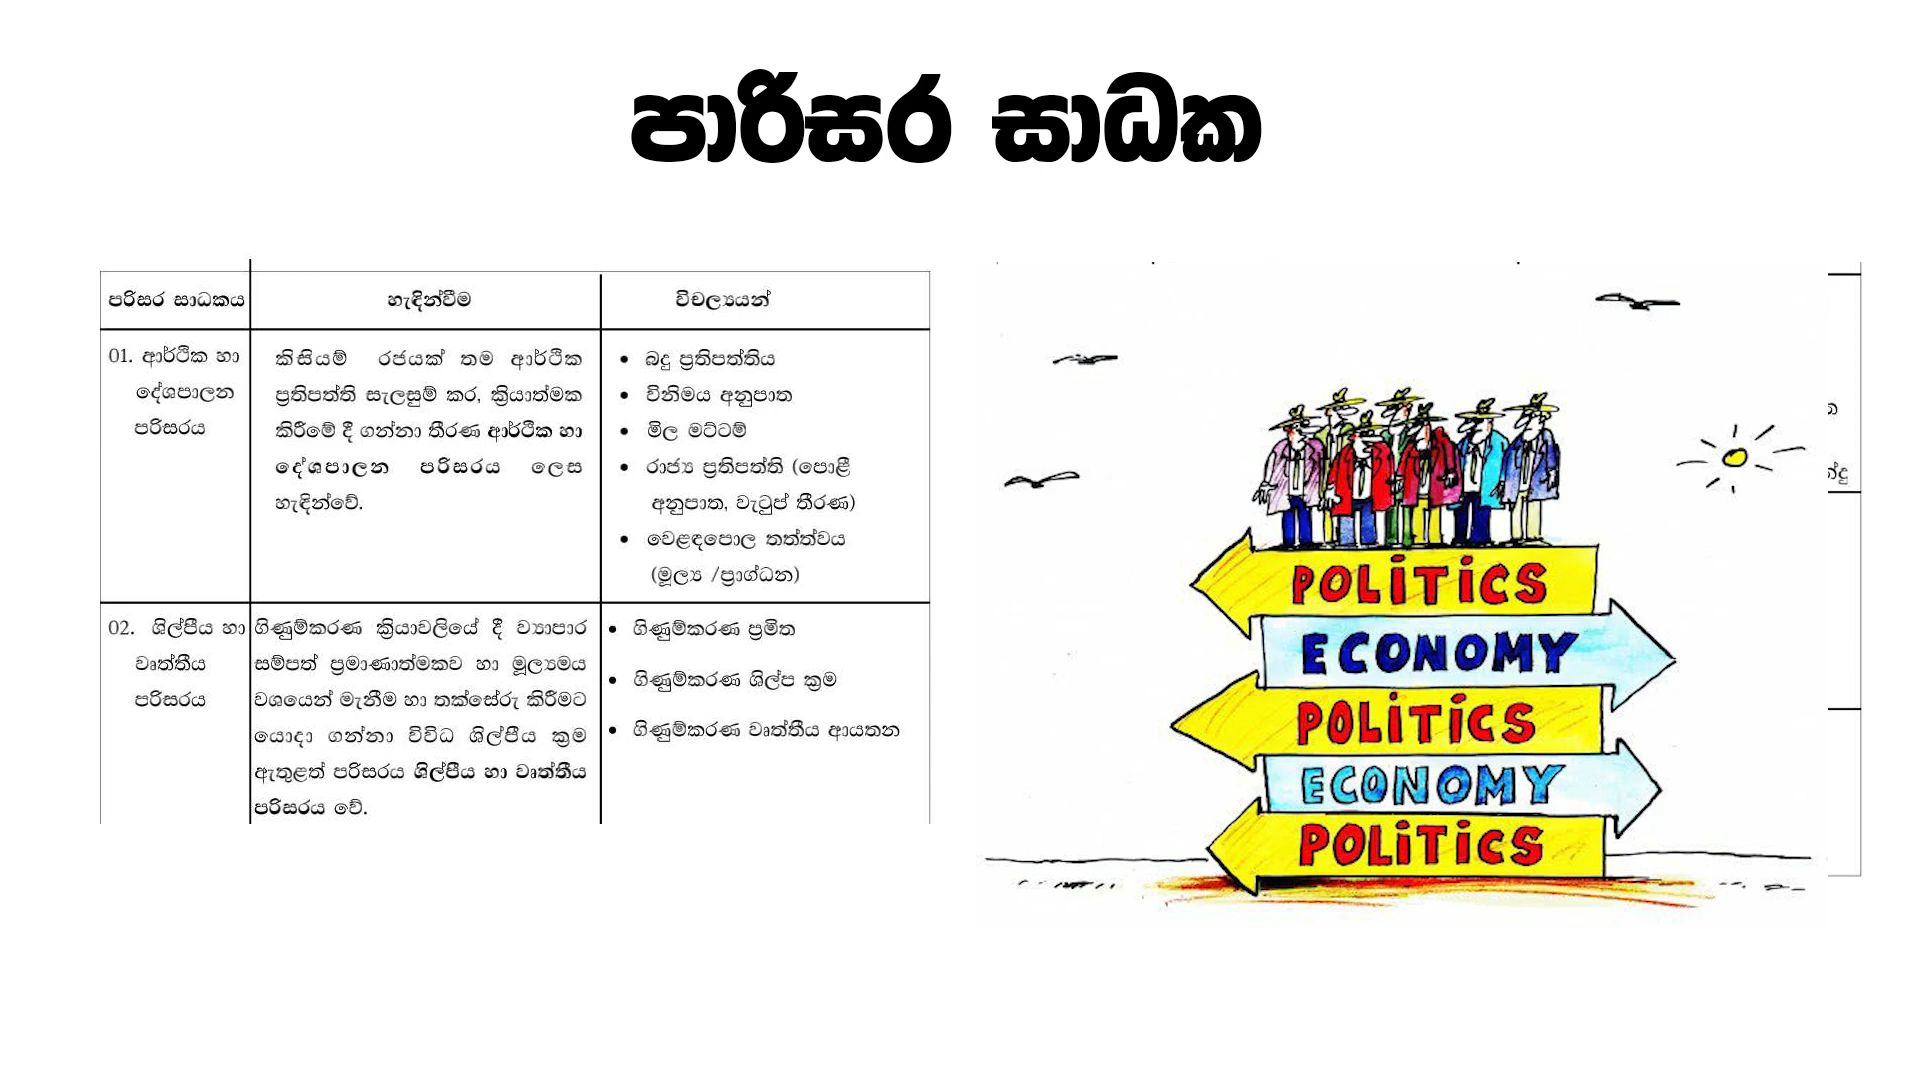 පාරිසර සාධක
පරිසර සාධකය
හැඳින්වීම
විචල්‍යයන්
01. ආර්ථික හා
දේශපාලන
පරිසරය
කිසියම් රජයක් තම ආර්ථික
ප්‍රතිපත්ති සැලසුම් කර, ක්‍රියාත්මක
කිරීමේ දී ගන්නා තීරණ ආර්ථික හා
දේශපාලන පරිසරය ලෙස
හැඳින්වේ.
• බදු ප්‍රතිපත්තිය
• විනිමය අනුපාත
• මිල මට්ටම්
• රාජ්‍ය ප්‍රතිපත්ති (පොළී
අනුපාත, වැටුප් තීරණ)
• වෙළඳපොල තත්ත්වය
(මූල්‍ය /ප්‍රාග්ධන)
02. ශිල්පීය හා
වෘත්තීය
පරිසරය
ගිණුම්කරණ ක්‍රියාවලියේ දී ව්‍යාපාර
සම්පත් ප්‍රමාණාත්මකව හා මූල්‍යමය
වශයෙන් මැනීම හා තක්සේරු කිරීමට
යොදා ගන්නා විවිධ ශිල්පීය ක්‍රම
ඇතුළත් පරිසරය ශිල්පීය හා වෘත්තීය
පරිසරය වේ.
• ගිණුම්කරණ ප්‍රමිත
• ගිණුම්කරණ ශිල්ප ක්‍රම
• ගිණුම්කරණ වෘත්තීය ආයතන
POLITICS
ECONOMY
POLITICS
ECONOMY
POLITICS